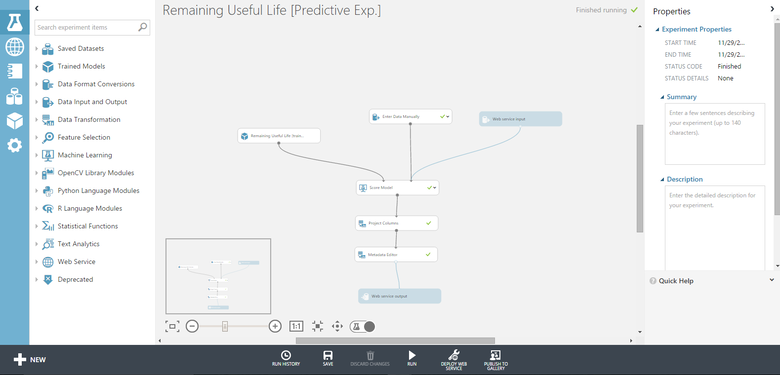 Remaining Useful Life [Predictive Exp.]
Finished running
Search experiment items
Saved Datasets
Trained Models
Data Format Conversions
Data Input and Output
Data Transformation
Feature Selection
Machine Learning
OpenCV Library Modules
Python Language Modules
R Language Modules
Statistical Functions
Text Analytics
Web Service
Deprecated
Enter Data Manually
Web service input
Remaining Useful Life [trai...
Score Model
Project Columns
Metadata Editor
Web service output
1:1
Properties
Experiment Properties
START TIME 11/29/2...
END TIME 11/29/2...
STATUS CODE Finished
STATUS DETAILS None
Summary
Enter a few sentences describing
your experiment (up to 140
characters).
Description
Enter the detailed description for
your experiment.
Quick Help
NEW
RUN HISTORY
SAVE
DISCARD CHANGES
RUN
DEPLOY WEB
SERVICE
PUBLISH TO
GALLERY